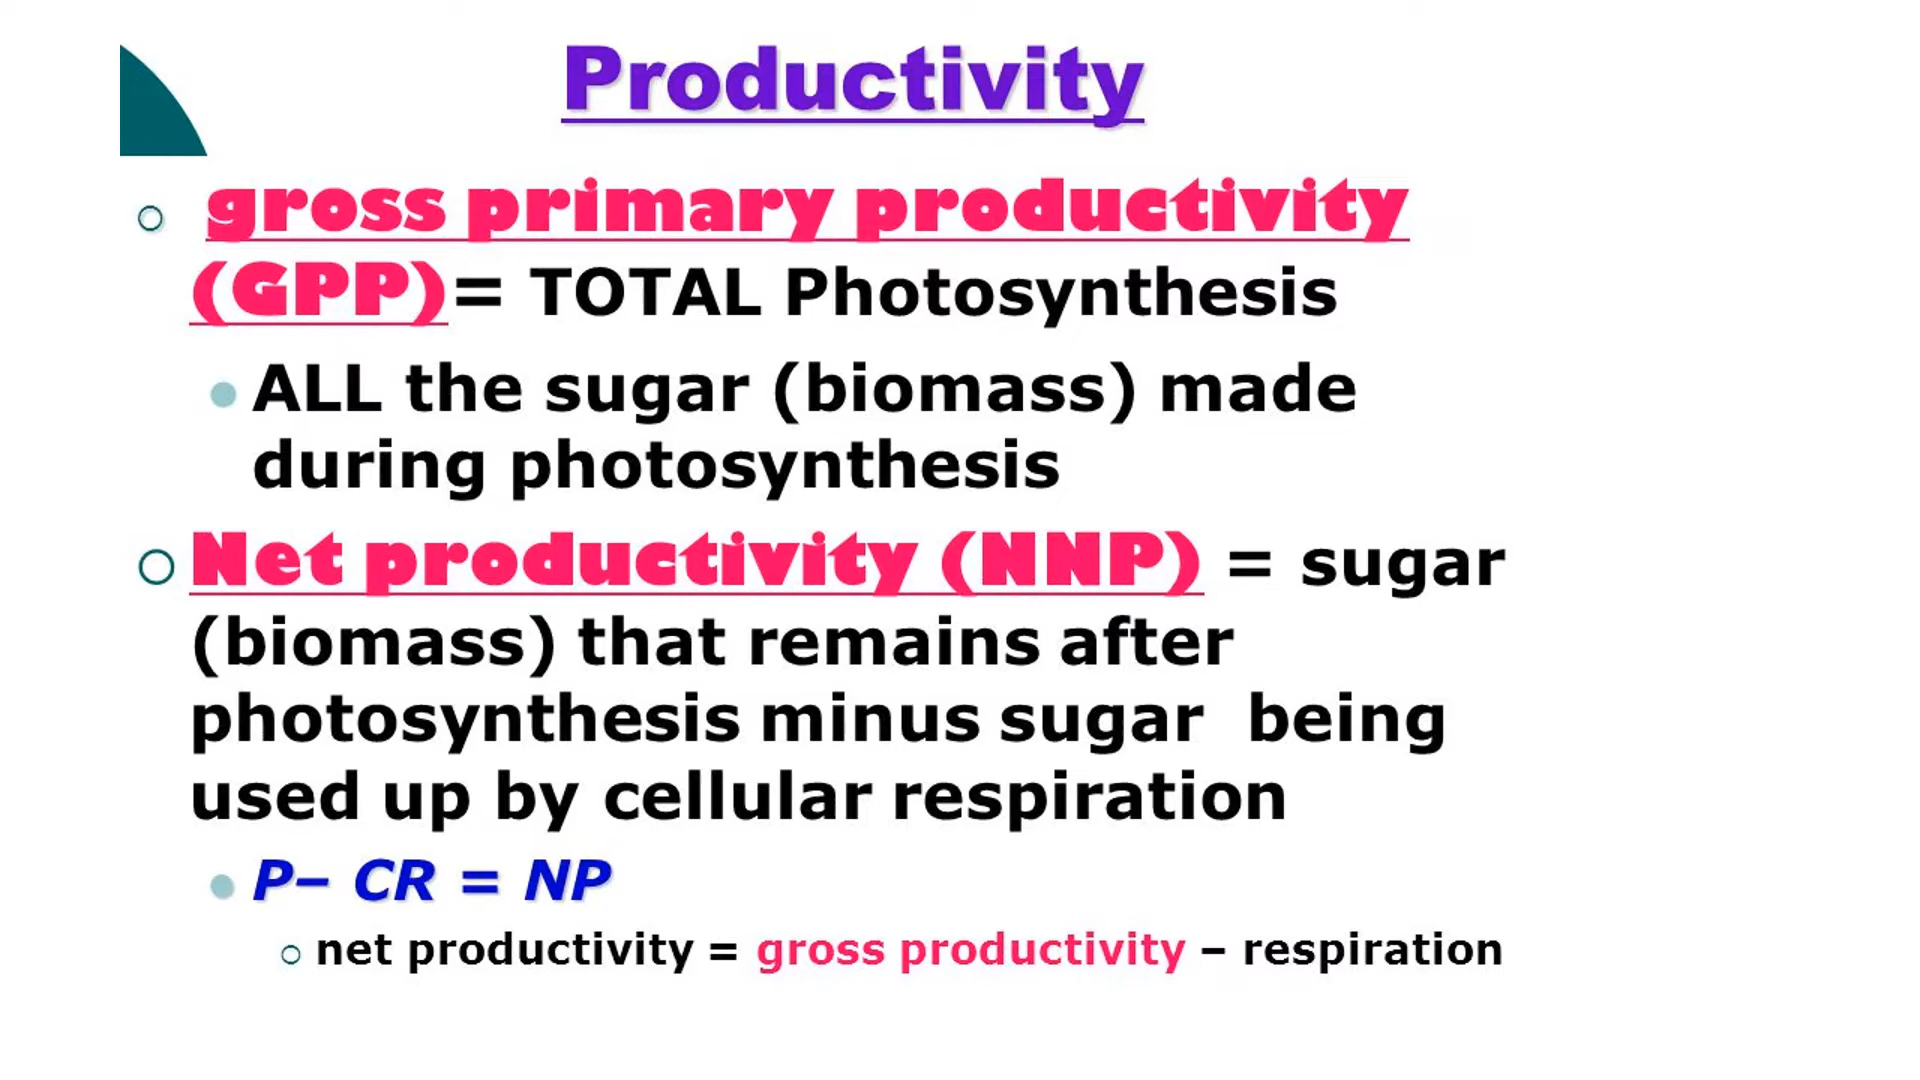 Productivity
gross primary productivity
(GPP)= TOTAL Photosynthesis
ALL the sugar (biomass) made
during photosynthesis
Net productivity (NNP) = sugar
(biomass) that remains after
photosynthesis minus sugar being
used up by cellular respiration
P– CR = NP
net productivity = gross productivity – respiration